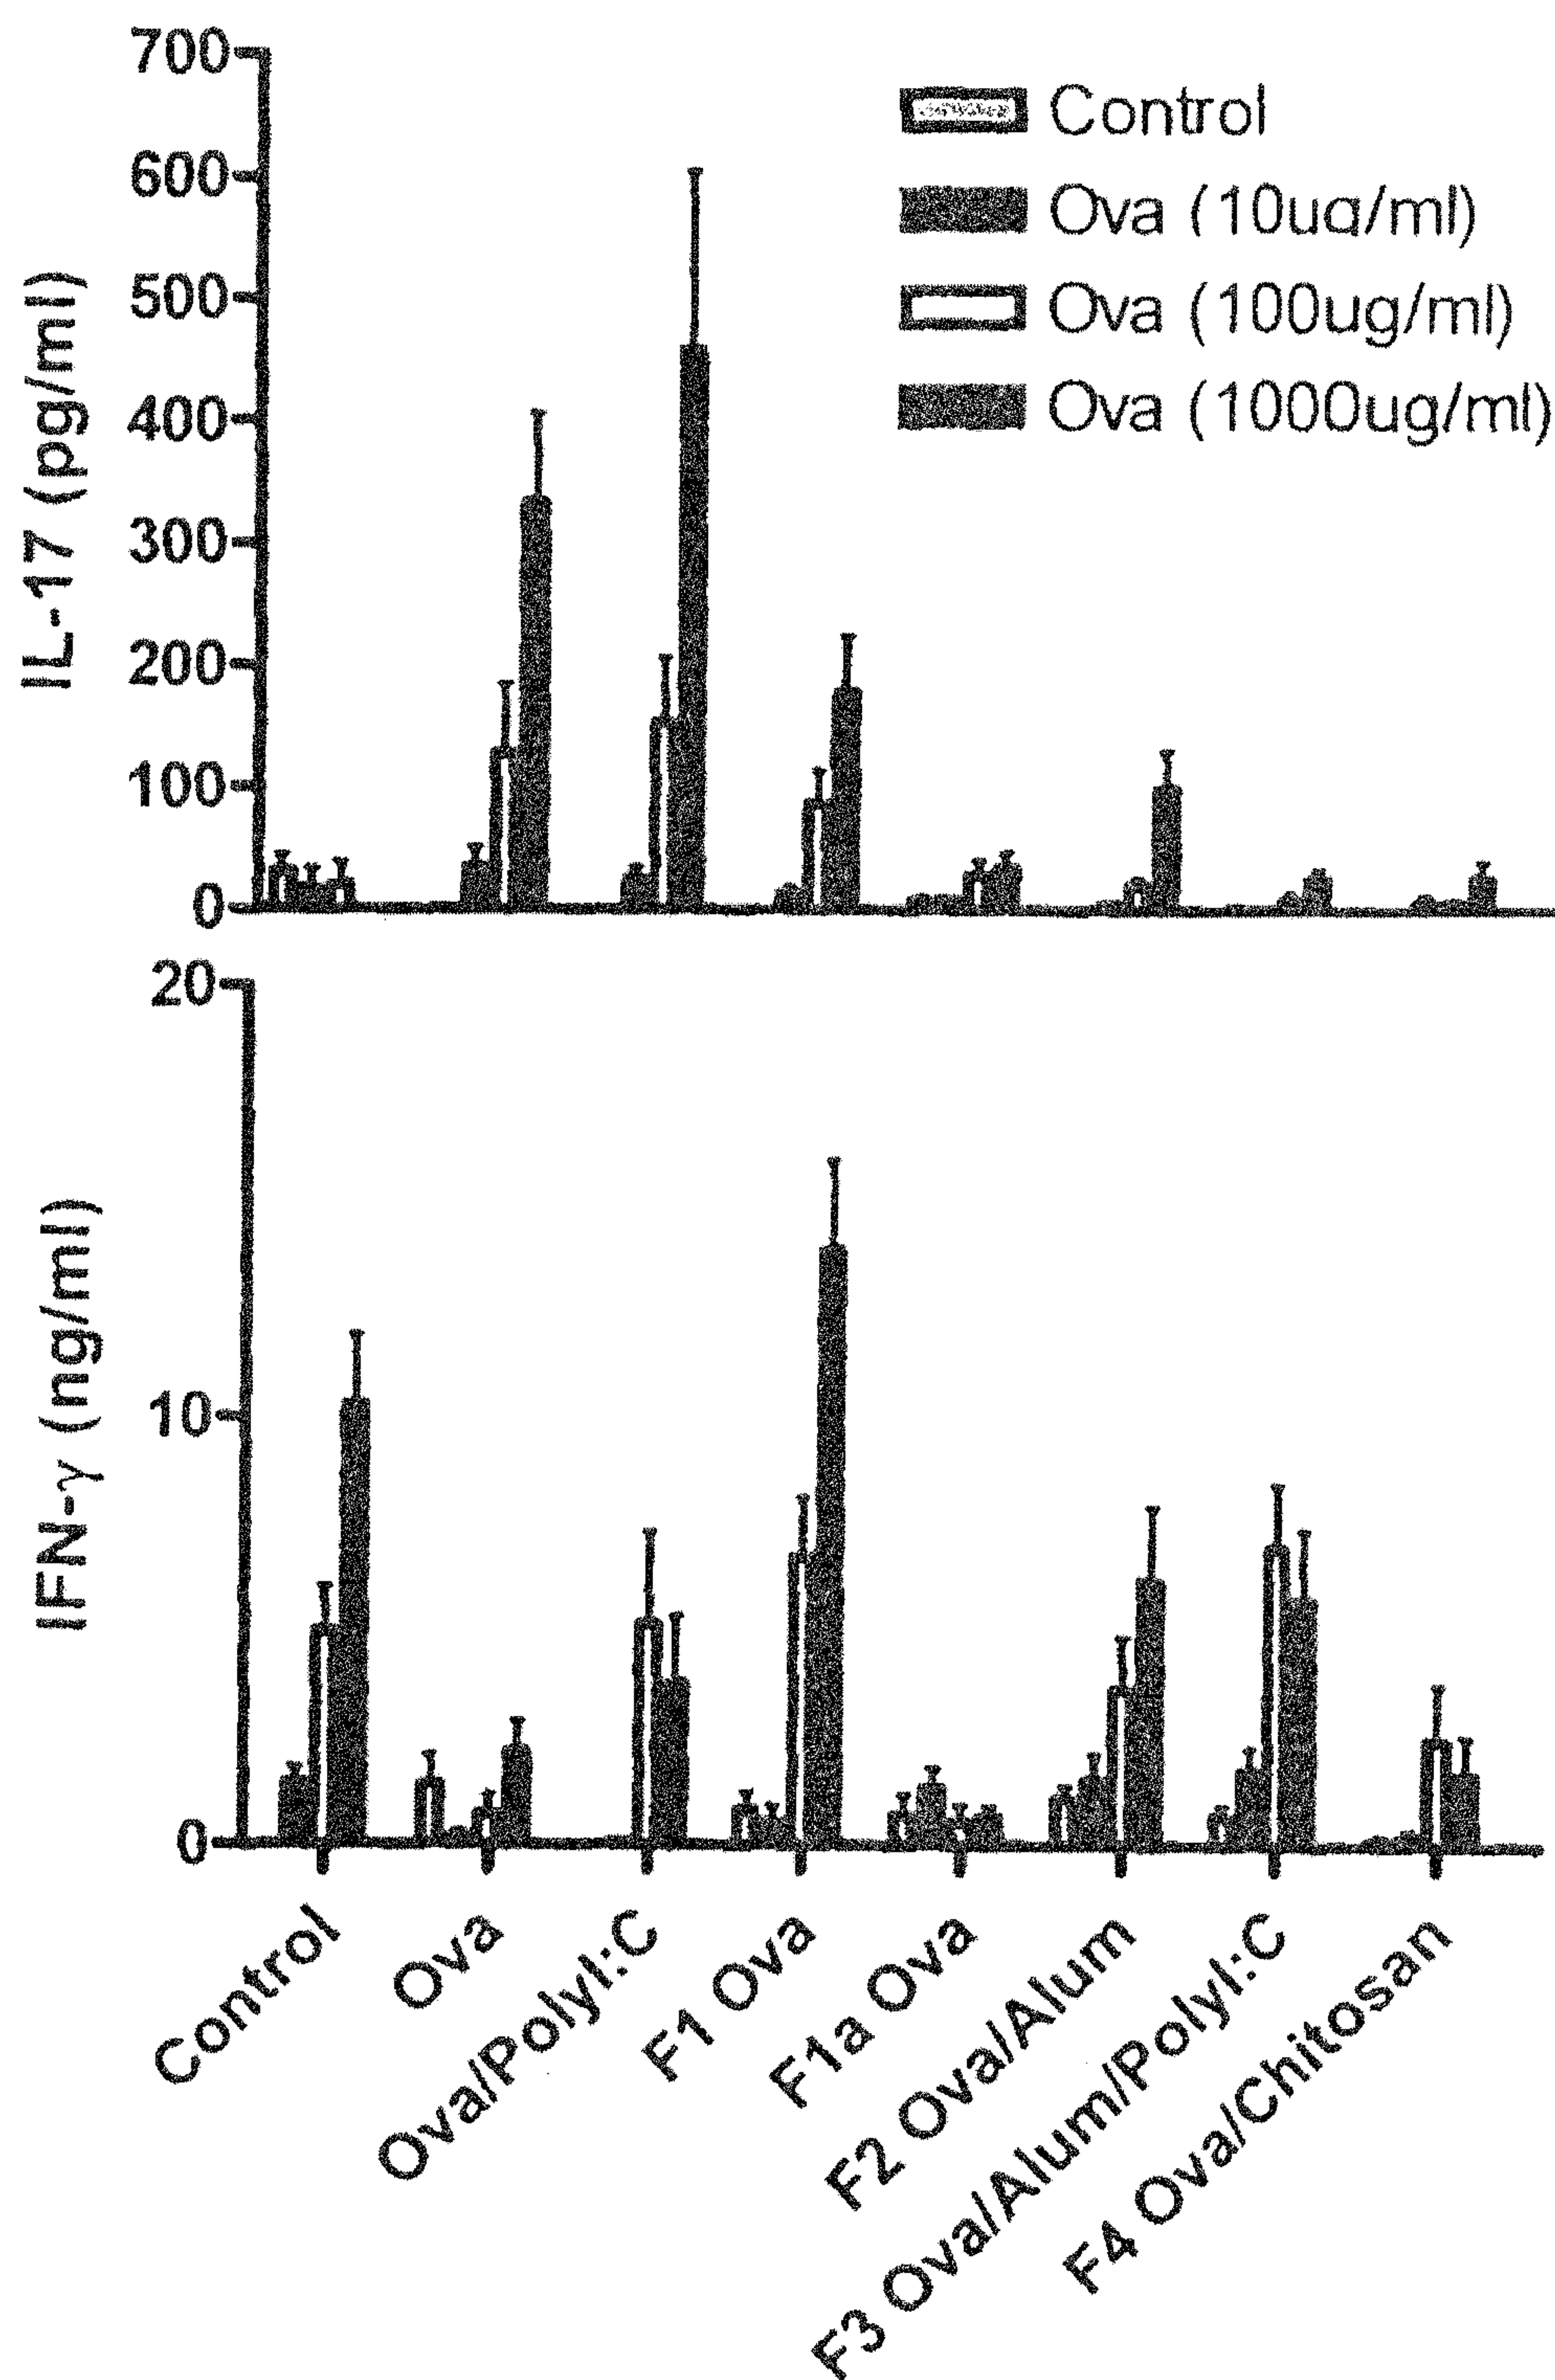 700
600
500
400
300
200
100
0
IL-17 (pg/ml)
Control
Ova (10ug/ml)
Ova (100ug/ml)
Ova (1000ug/ml)
20
10
0
IFN-γ (ng/ml)
Control
Ova
Ova/PolyI:C
F1 Ova
F1a Ova
F2 Ova/Alum
F3 Ova/Alum/PolyI:C
F4 Ova/Chitosan